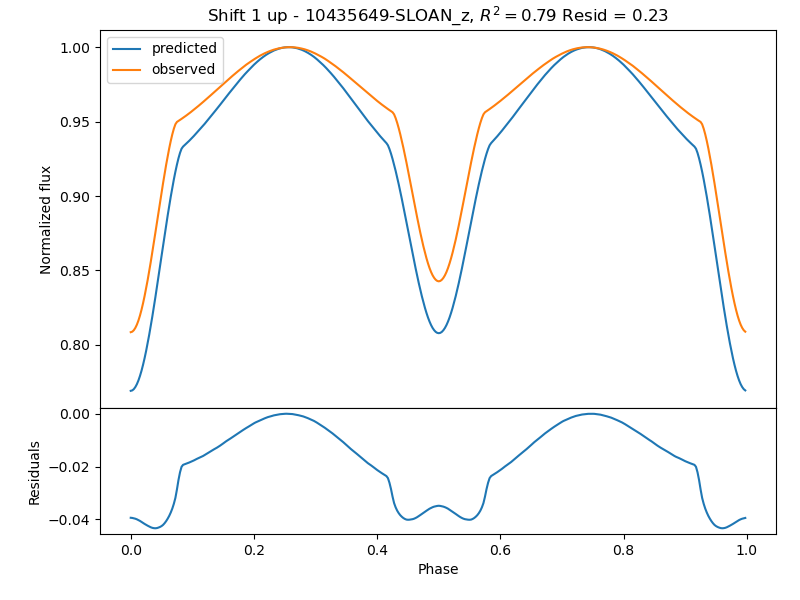 Shift 1 up - 10435649-SLOAN_z, R² = 0.79 Resid = 0.23
predicted
observed
1.00
0.95
0.90
0.85
0.80
Normalized flux
0.00
−0.02
−0.04
Residuals
0.0 0.2 0.4 0.6 0.8 1.0
Phase